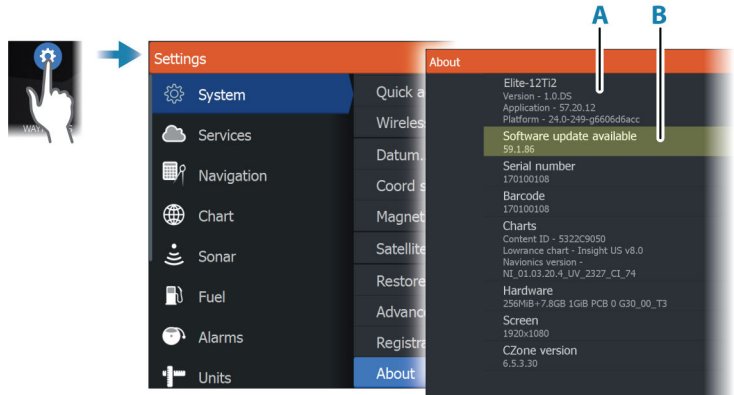 A
B
WAY
Settings
System
Services
Navigation
Chart
Sonar
Fuel
Alarms
Units
Quick a
Wireles
Datum..
Coord s
Magnet
Satellite
Restore
Advanc
Registra
About
About
Elite-12Ti2
Version - 1.0.DS
Application - 57.20.12
Platform - 24.0-249-g6606d6acc
Software update available
59.1.86
Serial number
170100108
Barcode
170100108
Charts
Content ID - 5322C9050
Lowrance chart - Insight US v8.0
Navionics version -
NI_01.03.20.4_UV_2327_CI_74
Hardware
256MiB+7.8GB 1GiB PCB 0 G30_00_T3
Screen
1920x1080
CZone version
6.5.3.30